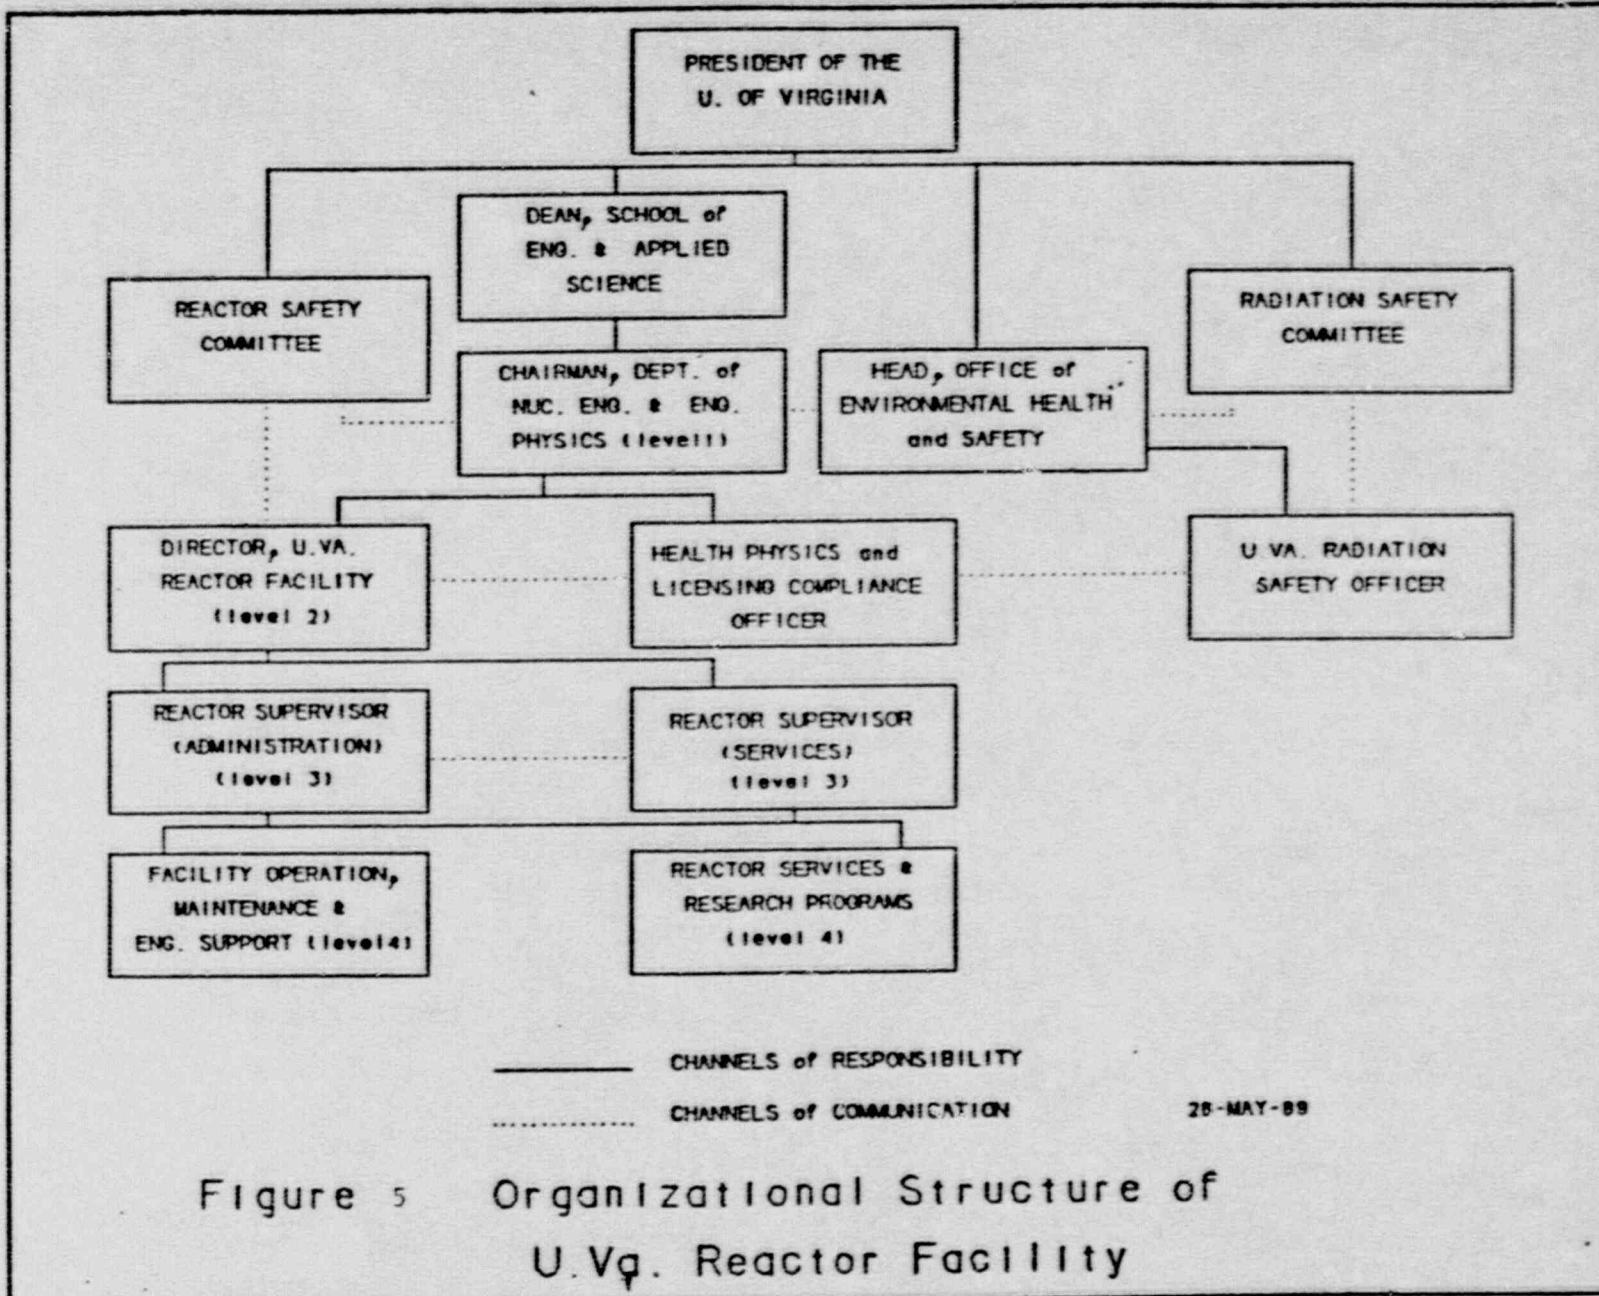 PRESIDENT OF THE
U. OF VIRGINIA
DEAN, SCHOOL of
ENG. & APPLIED
SCIENCE
REACTOR SAFETY
COMMITTEE
RADIATION SAFETY
COMMITTEE
CHAIRMAN, DEPT. of
NUC. ENG. & ENG.
PHYSICS (level1)
HEAD, OFFICE of
ENVIRONMENTAL HEALTH
and SAFETY
DIRECTOR, U.VA.
REACTOR FACILITY
(level 2)
HEALTH PHYSICS and
LICENSING COMPLIANCE
OFFICER
U VA. RADIATION
SAFETY OFFICER
REACTOR SUPERVISOR
(ADMINISTRATION)
(level 3)
REACTOR SUPERVISOR
(SERVICES)
(level 3)
FACILITY OPERATION,
MAINTENANCE &
ENG. SUPPORT (level4)
REACTOR SERVICES &
RESEARCH PROGRAMS
(level 4)
CHANNELS of RESPONSIBILITY
CHANNELS of COMMUNICATION
Figure 5 Organizational Structure of
U.Va. Reactor Facility